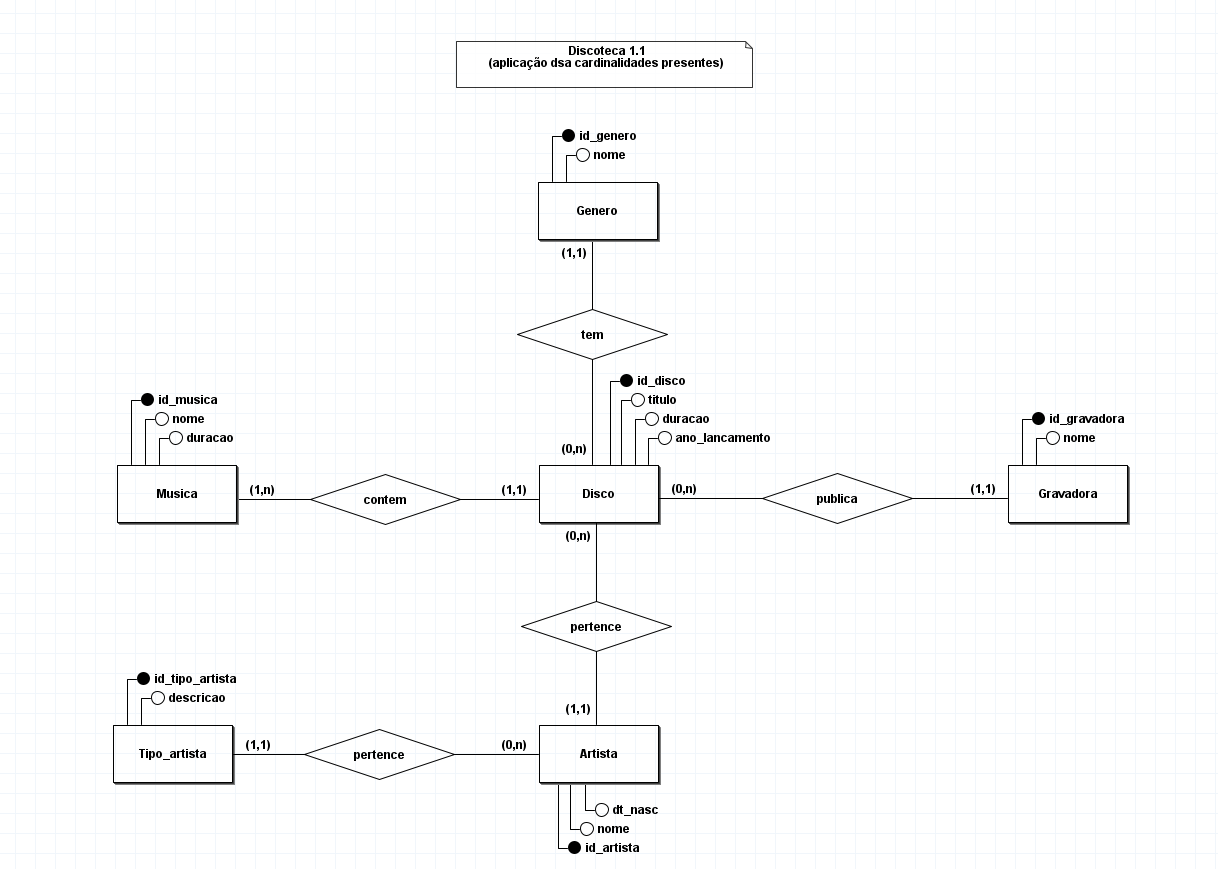 Discoteca 1.1
(aplicação dsa cardinalidades presentes)
id_genero
nome
Genero
(1,1)
tem
(0,n)
id_disco
titulo
duracao
ano_lancamento
id_musica
nome
duracao
id_gravadora
nome
Musica
(1,n)
contem
(1,1)
Disco
(0,n)
publica
(1,1)
Gravadora
(0,n)
pertence
(1,1)
id_tipo_artista
descricao
Tipo_artista
(1,1)
pertence
(0,n)
Artista
dt_nasc
nome
id_artista